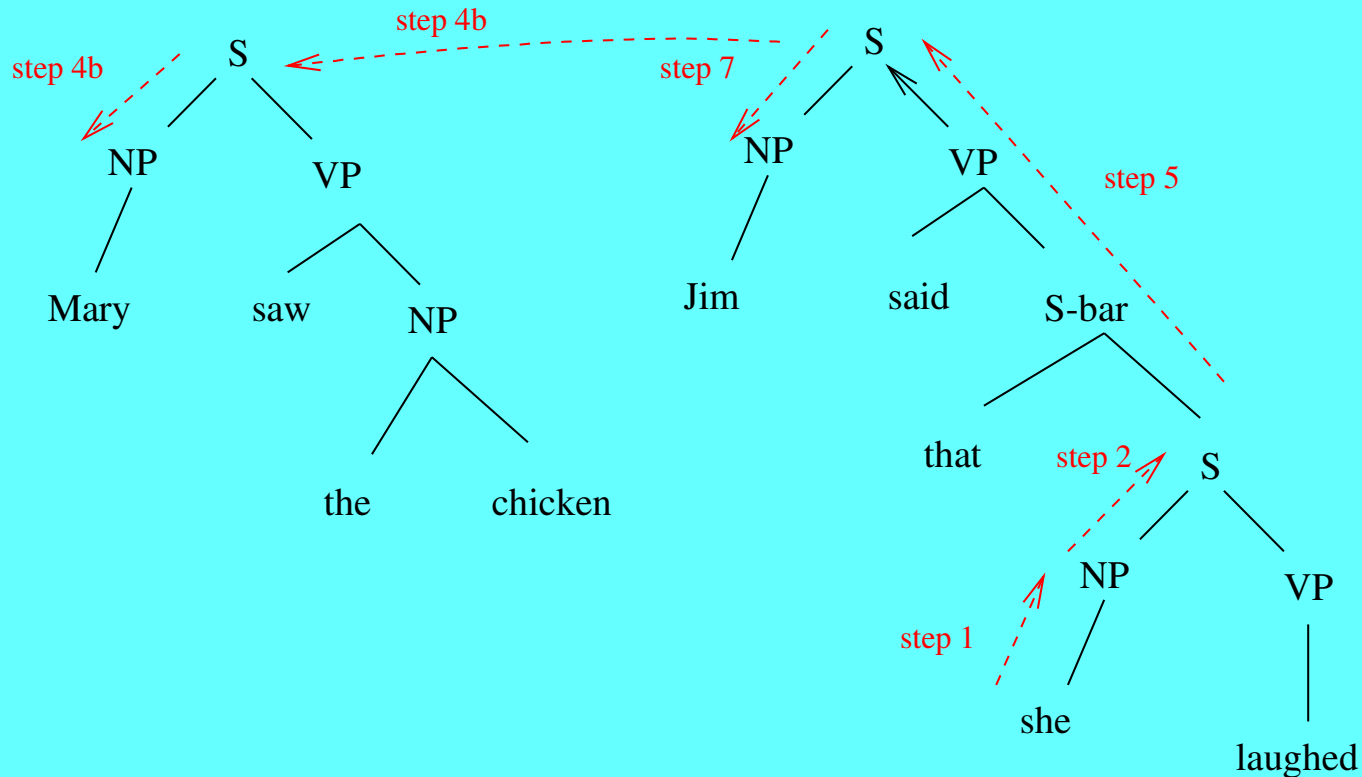 step 4b
S
S
step 4b
step 7
NP
VP
NP
VP
step 5
Mary
saw
NP
Jim
said
S-bar
the
chicken
that
step 2
S
NP
VP
step 1
she
laughed